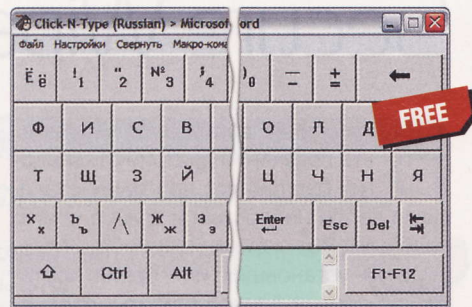 Click-N-Type (Russian) > Microsoft ord
Файл Настройки Свернуть Макро-кома
Ё ё ! 1 " 2 № 3 ; 4 ) 0 — _ + = ←
Ф И С В О Л Д
FREE
Т Щ З Й Ц Ч Н Я
Х х Ъ ъ /\ Ж ж Э э Enter Esc Del
Ctrl Alt F1-F12